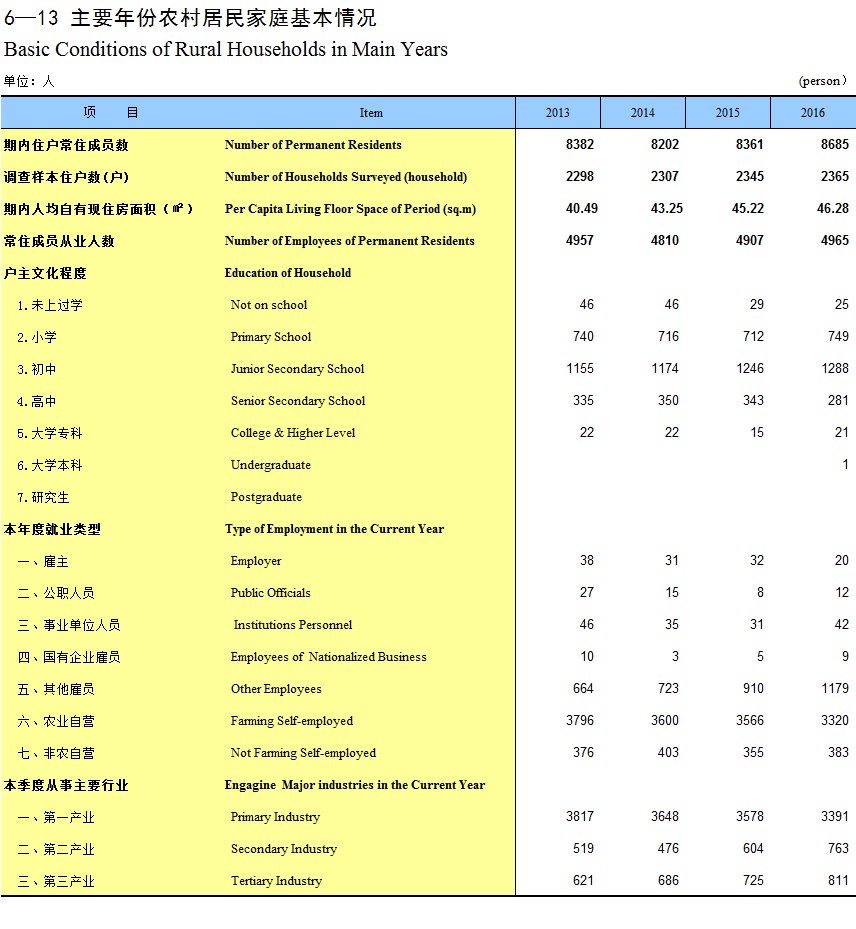 6—13 主要年份农村居民家庭基本情况
Basic Conditions of Rural Households in Main Years
单位：人 (person）
项 目 Item 2013 2014 2015 2016
期内住户常住成员数 Number of Permanent Residents 8382 8202 8361 8685
调查样本住户数(户) Number of Households Surveyed (household) 2298 2307 2345 2365
期内人均自有现住房面积（㎡） Per Capita Living Floor Space of Period (sq.m) 40.49 43.25 45.22 46.28
常住成员从业人数 Number of Employees of Permanent Residents 4957 4810 4907 4965
户主文化程度 Education of Household
1.未上过学 Not on school 46 46 29 25
2.小学 Primary School 740 716 712 749
3.初中 Junior Secondary School 1155 1174 1246 1288
4.高中 Senior Secondary School 335 350 343 281
5.大学专科 College & Higher Level 22 22 15 21
6.大学本科 Undergraduate 1
7.研究生 Postgraduate
本年度就业类型 Type of Employment in the Current Year
一、雇主 Employer 38 31 32 20
二、公职人员 Public Officials 27 15 8 12
三、事业单位人员 Institutions Personnel 46 35 31 42
四、国有企业雇员 Employees of Nationalized Business 10 3 5 9
五、其他雇员 Other Employees 664 723 910 1179
六、农业自营 Farming Self-employed 3796 3600 3566 3320
七、非农自营 Not Farming Self-employed 376 403 355 383
本季度从事主要行业 Engagine Major industries in the Current Year
一、第一产业 Primary Industry 3817 3648 3578 3391
二、第二产业 Secondary Industry 519 476 604 763
三、第三产业 Tertiary Industry 621 686 725 811